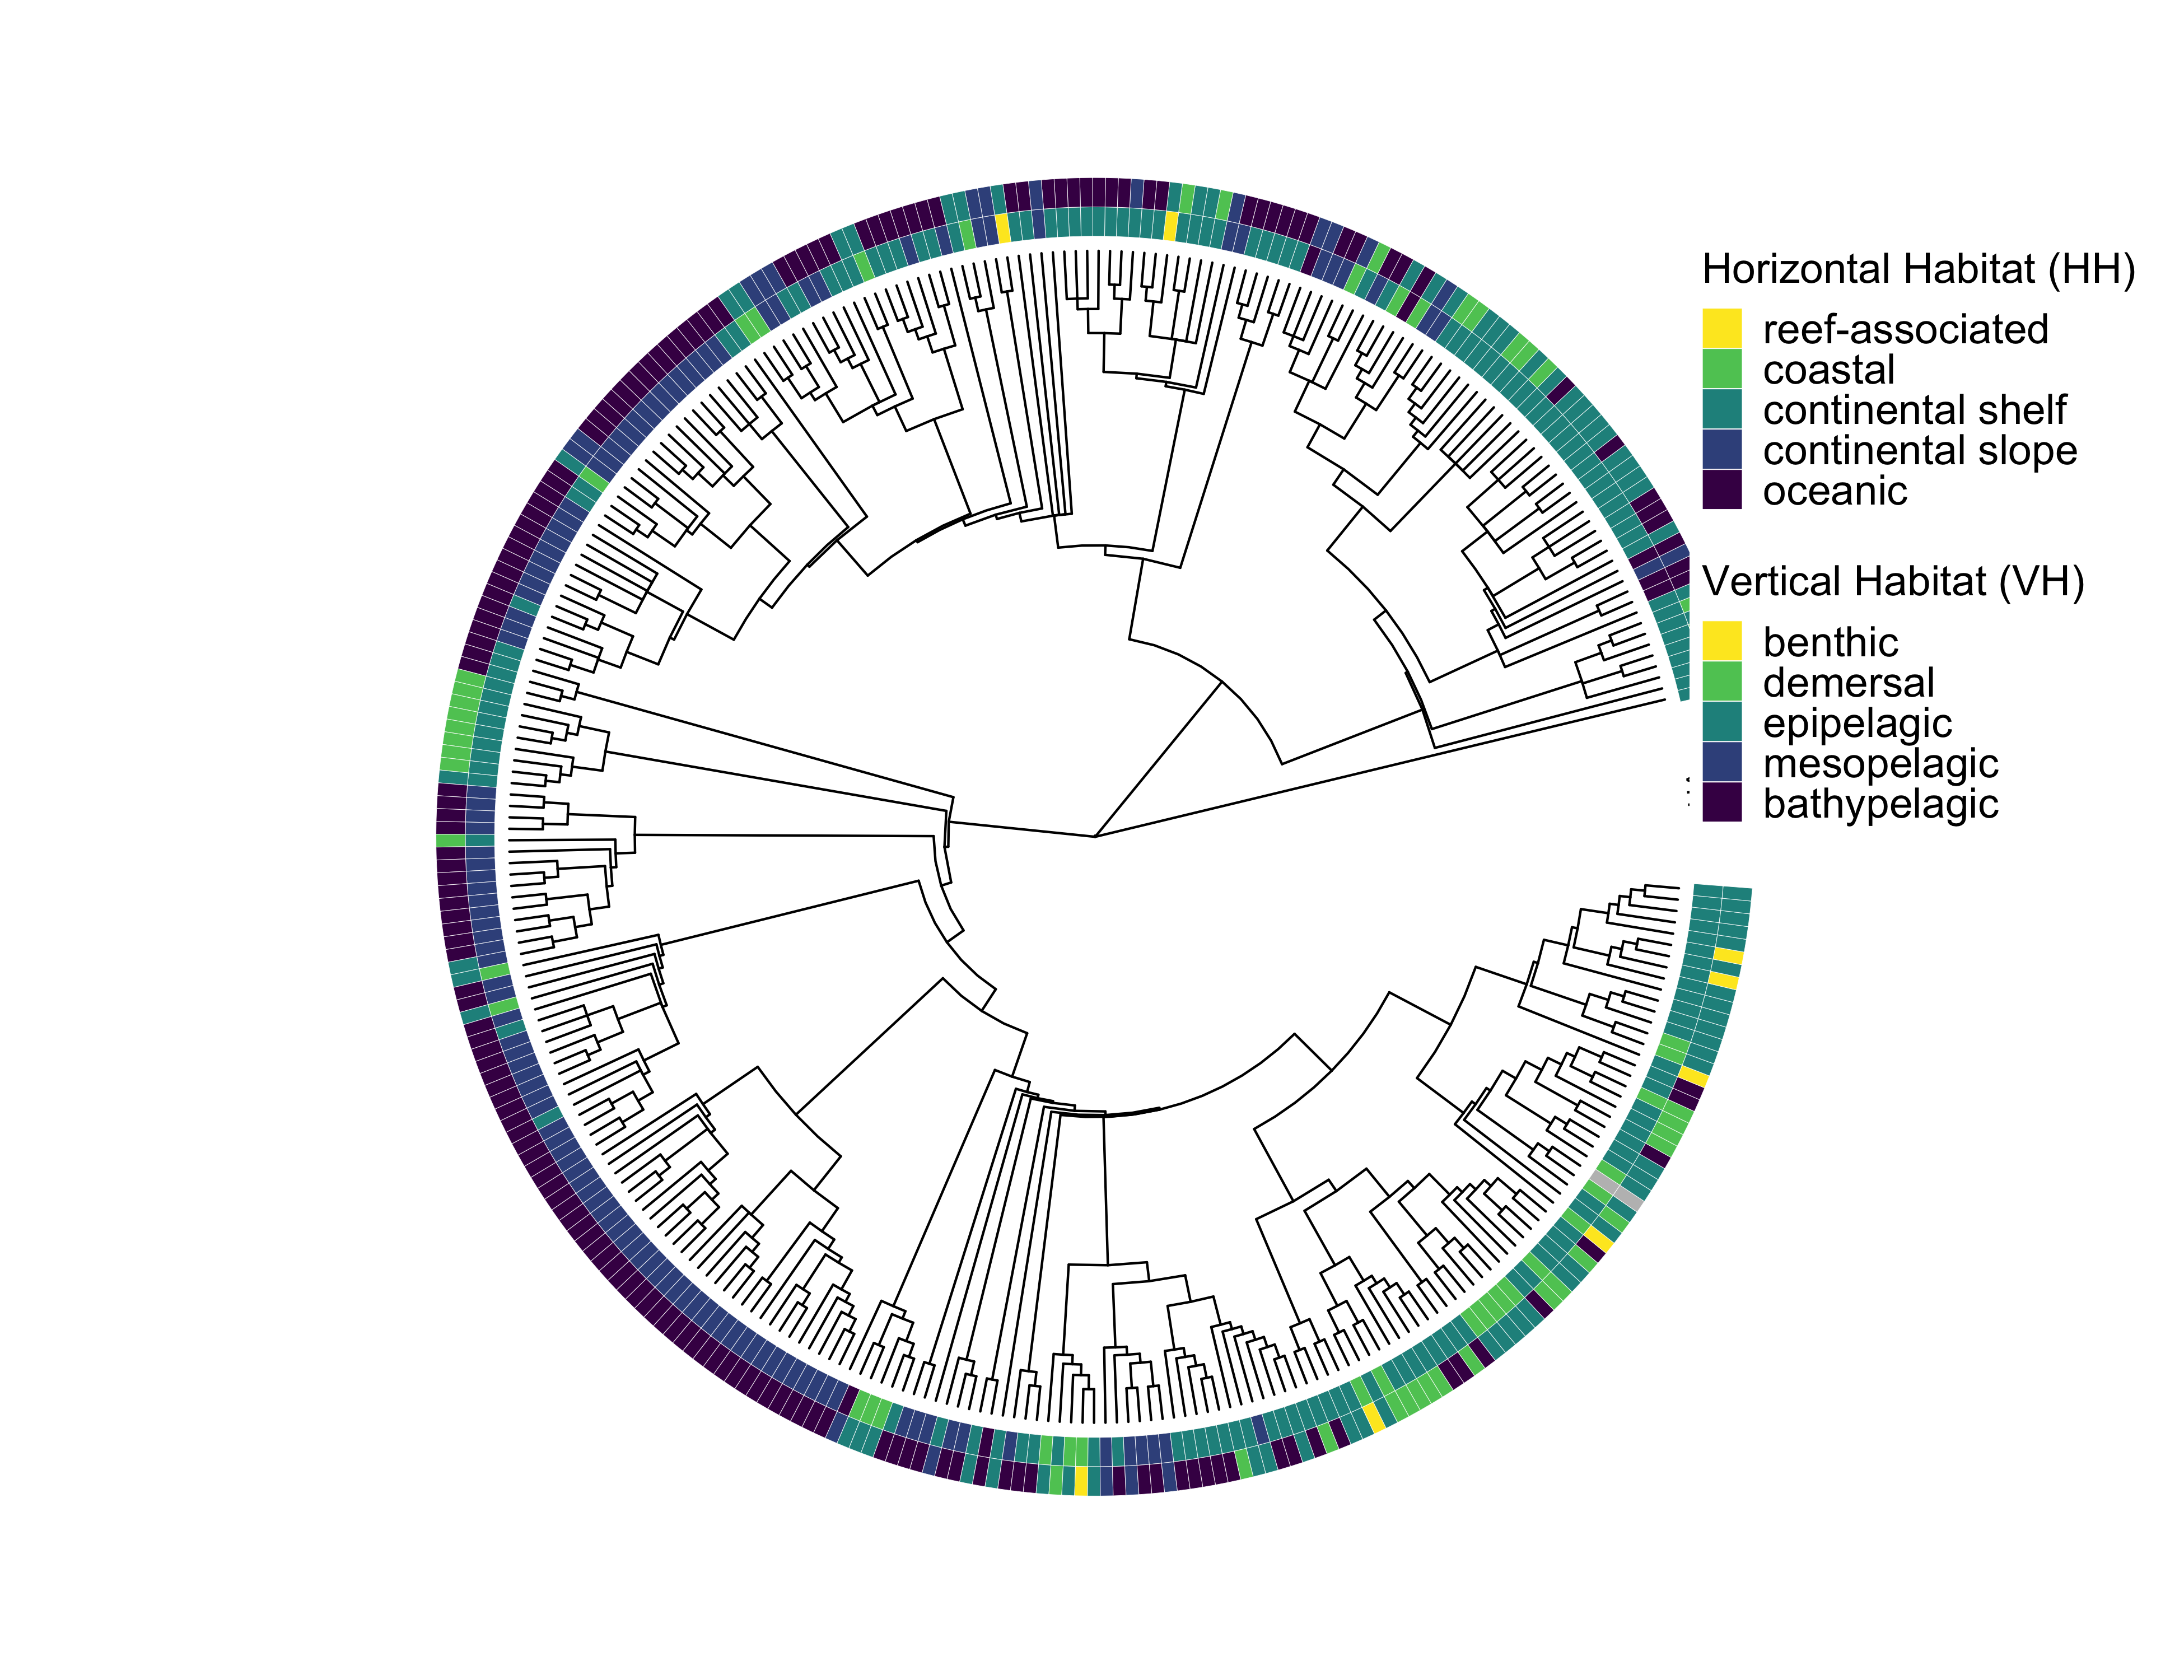 Horizontal Habitat (HH)
reef-associated
coastal
continental shelf
continental slope
oceanic
Vertical Habitat (VH)
benthic
demersal
epipelagic
mesopelagic
bathypelagic